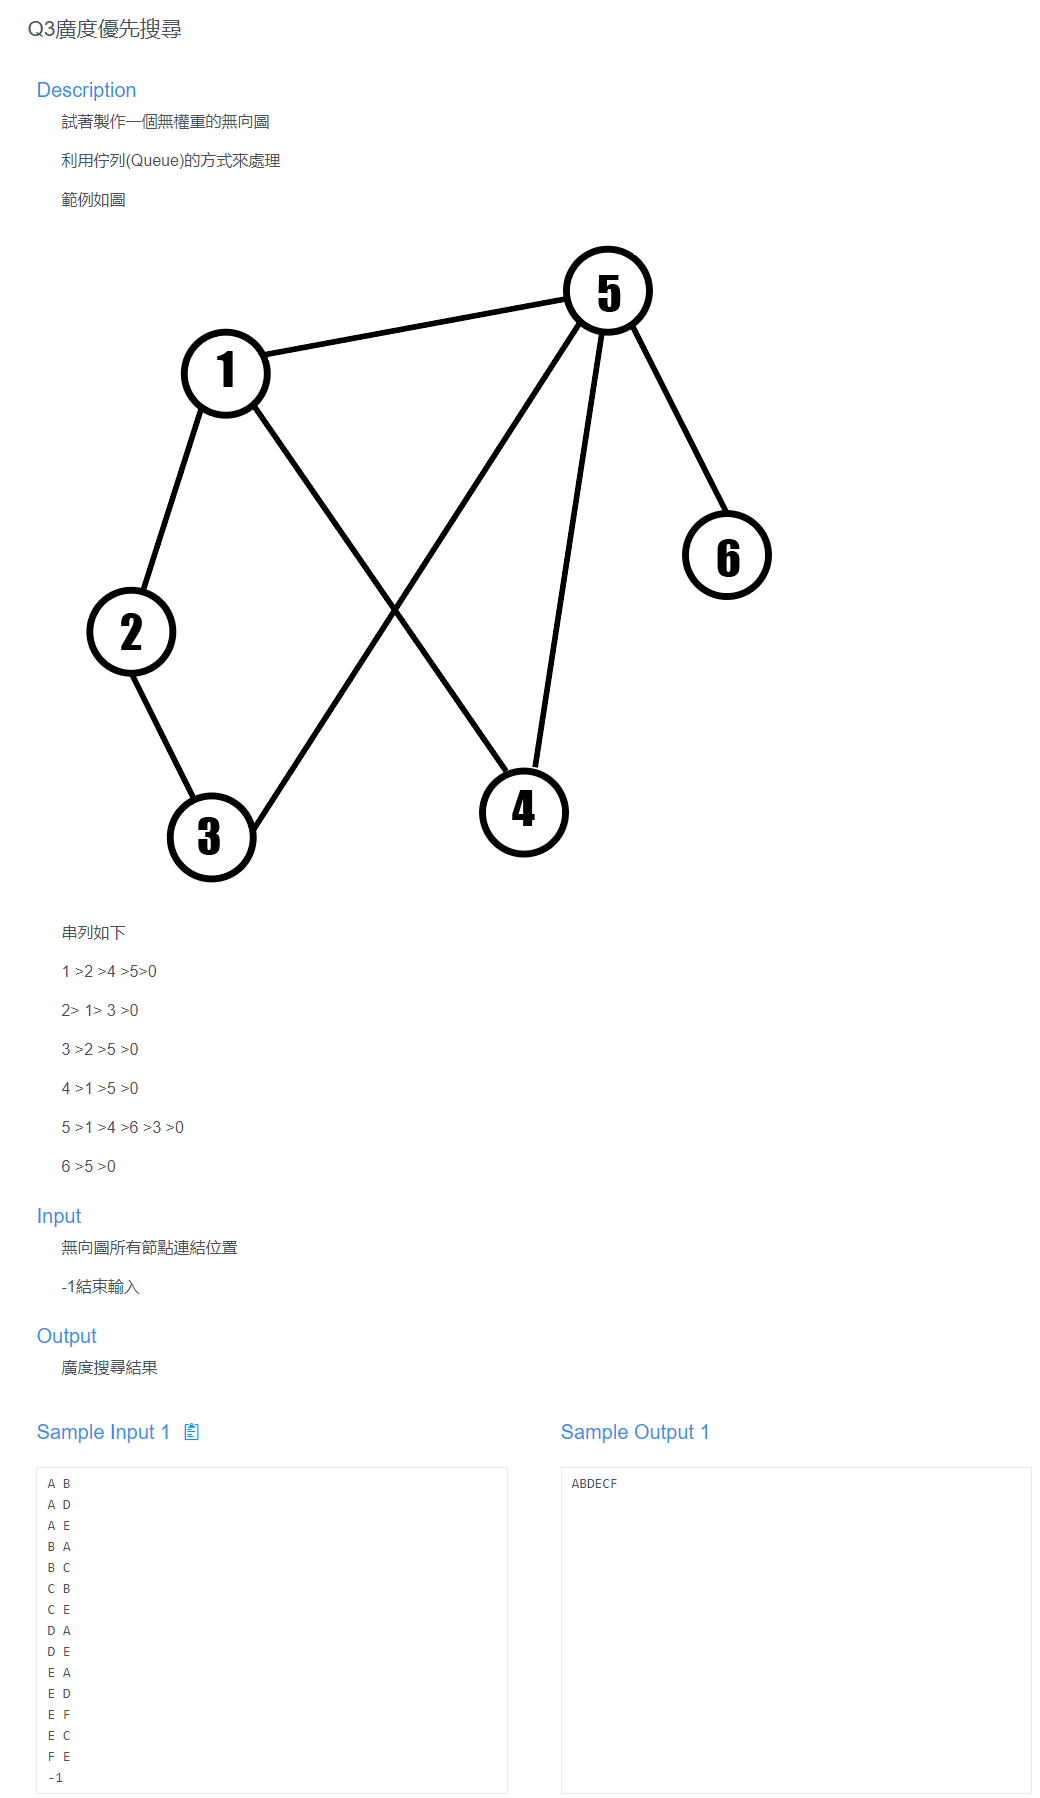 Q3廣度優先搜尋
Description
試著製作一個無權重的無向圖
利用佇列(Queue)的方式來處理
範例如圖
5
1
6
2
4
3
串列如下
1 >2 >4 >5>0
2> 1> 3 >0
3 >2 >5 >0
4 >1 >5 >0
5 >1 >4 >6 >3 >0
6 >5 >0
Input
無向圖所有節點連結位置
-1結束輸入
Output
廣度搜尋結果
Sample Input 1
A B
A D
A E
B A
B C
C B
C E
D A
D E
E A
E D
E F
E C
F E
-1
Sample Output 1
ABDECF